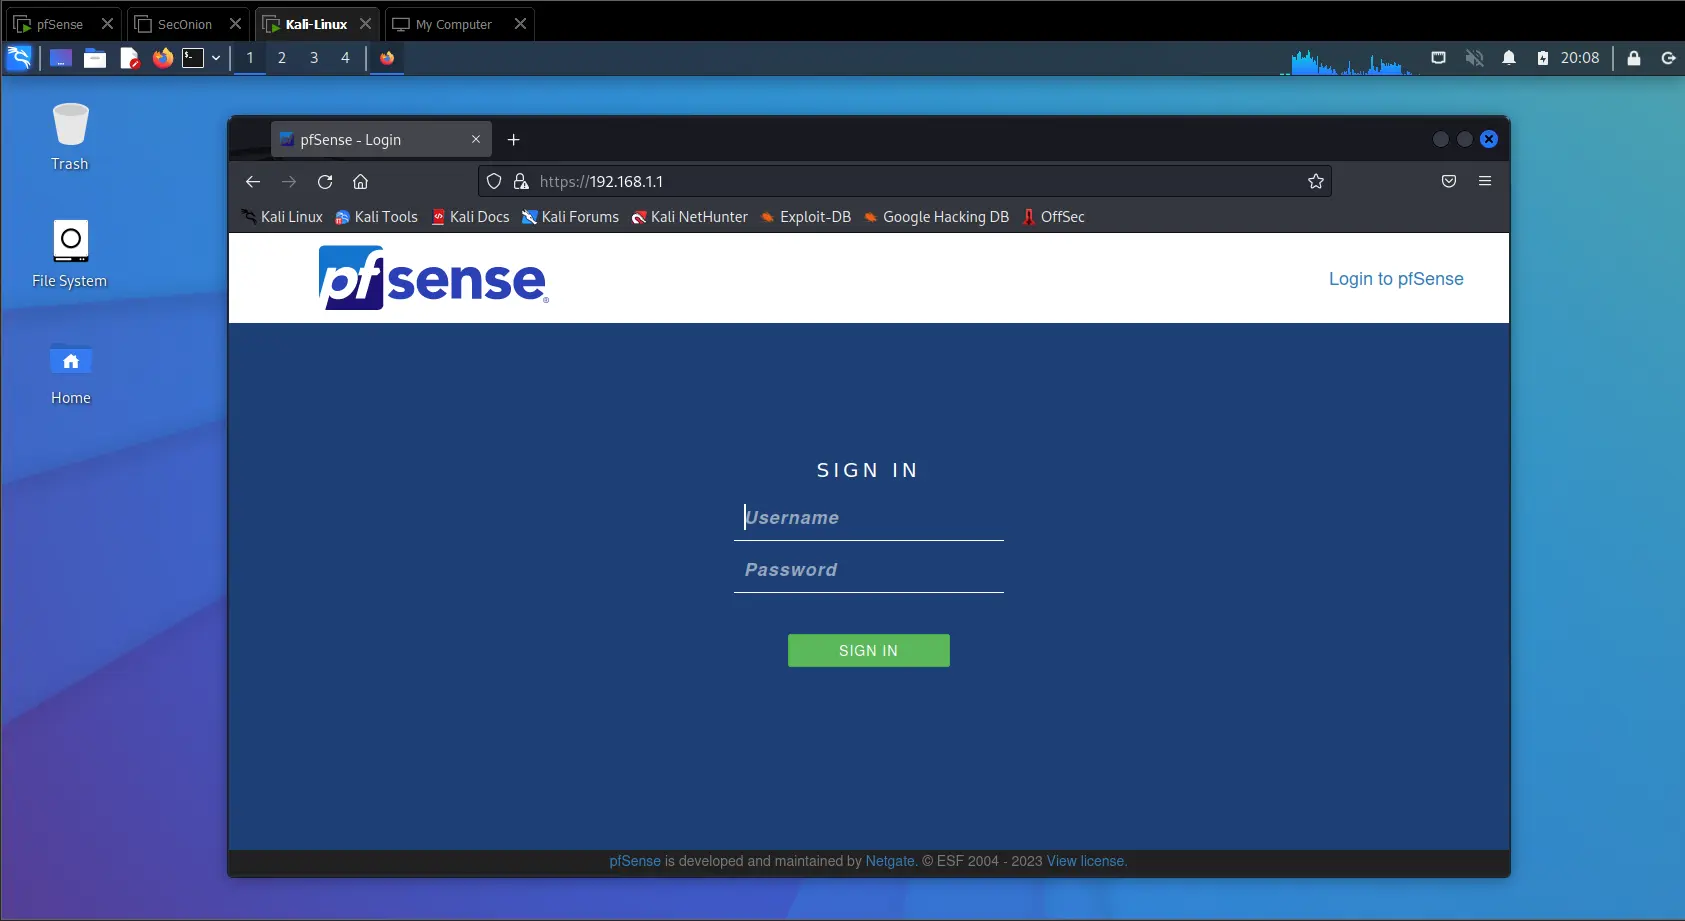 pfSense
SecOnion
Kali-Linux
My Computer
1 2 3 4
20:08
Trash
File System
Home
pfSense - Login
https://192.168.1.1
Kali Linux
Kali Tools
Kali Docs
Kali Forums
Kali NetHunter
Exploit-DB
Google Hacking DB
OffSec
pfsense®
Login to pfSense
SIGN IN
Username
Password
SIGN IN
pfSense is developed and maintained by Netgate. © ESF 2004 - 2023 View license.